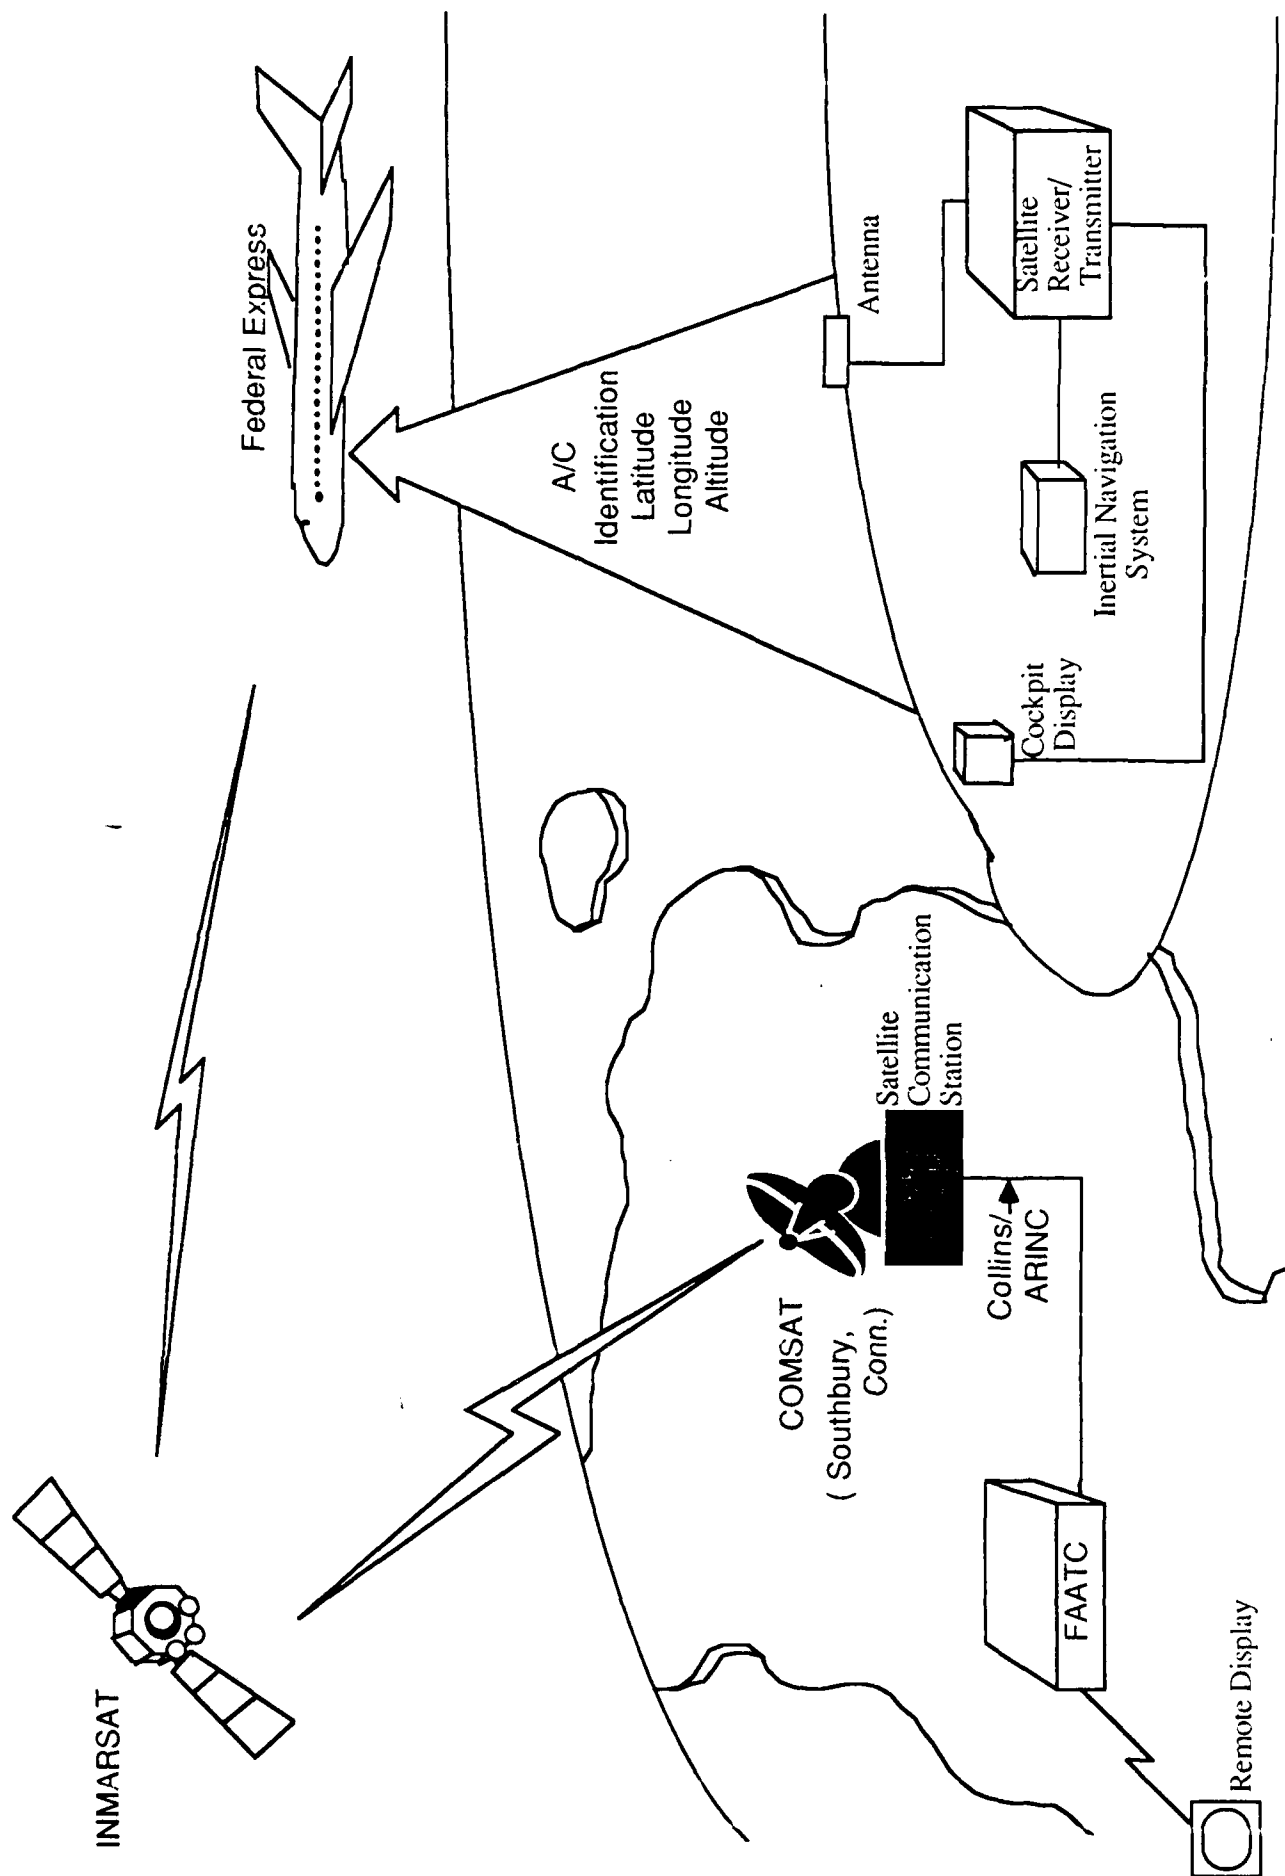 INMARSAT
Federal Express
A/C
Identification
Latitude
Longitude
Altitude
COMSAT
( Southbury,
Conn.)
Satellite
Communication
Station
Antenna
Collins/
ARINC
FAATC
Remote Display
Cockpit
Display
Inertial Navigation
System
Satellite
Receiver/
Transmitter